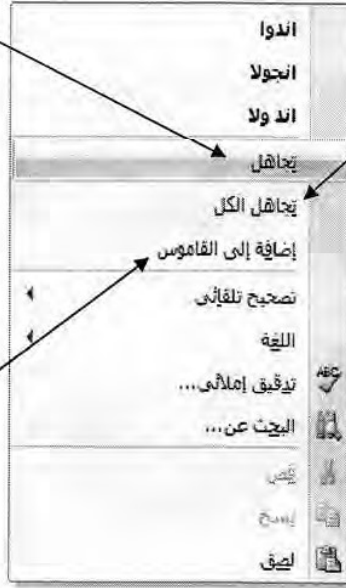 اندوا
انجولا
اند ولا
تجاهل
تجاهل الكل
إضافة إلى القاموس
تصحيح تلقائي
اللغة
تدقيق إملائي...
ABC
البحث عن...
قص
نسخ
لصق